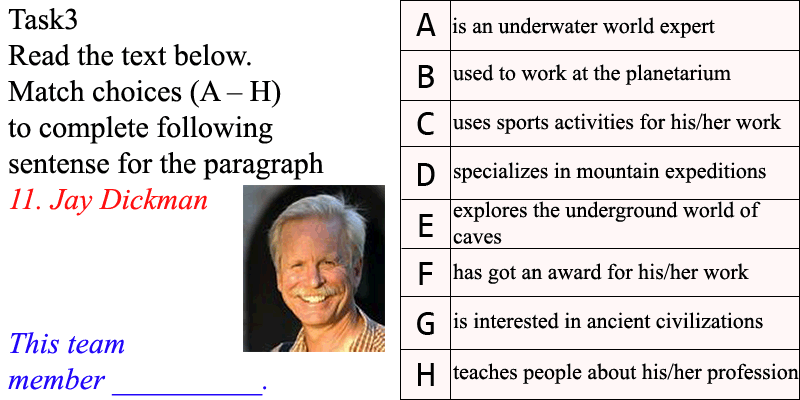 Task3
Read the text below.
Match choices (A – H)
to complete following
sentense for the paragraph
11. Jay Dickman
This team
member __________.
A is an underwater world expert
B used to work at the planetarium
C uses sports activities for his/her work
D specializes in mountain expeditions
E explores the underground world of
caves
F has got an award for his/her work
G is interested in ancient civilizations
H teaches people about his/her profession